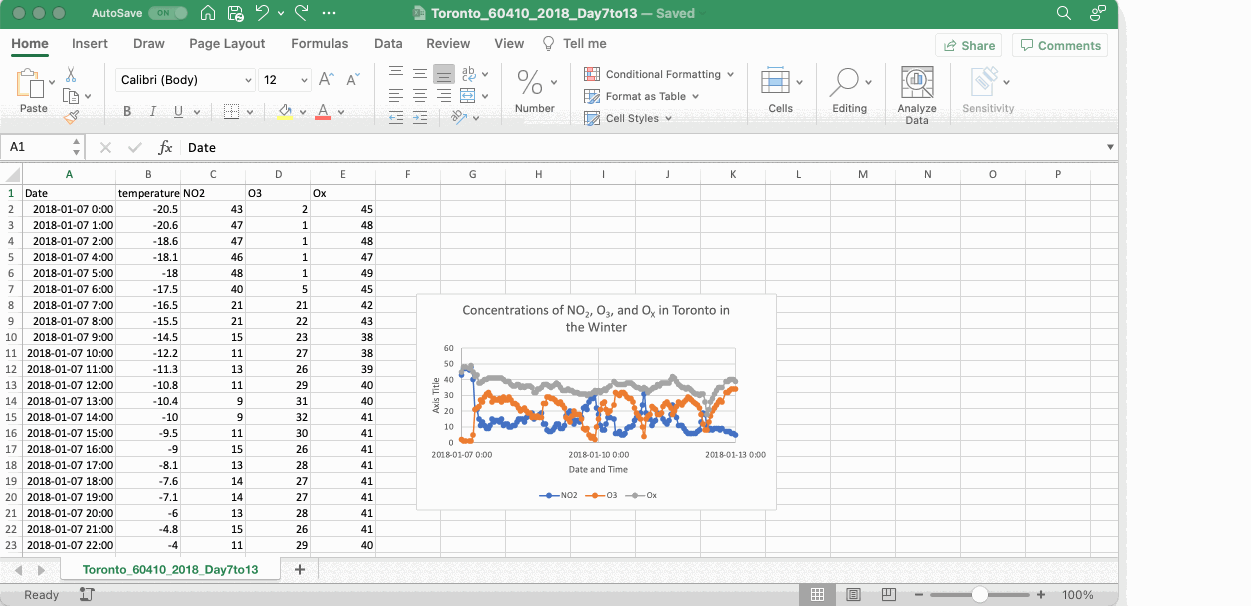 AutoSave ON Toronto_60410_2018_Day7to13 — Saved
Home Insert Draw Page Layout Formulas Data Review View Tell me Share Comments
Paste
Calibri (Body) 12 A^ A˅
B I U A
ab
Number
%
Conditional Formatting
Format as Table
Cell Styles
Cells
Editing
Analyze
Data
Sensitivity
A1 fx Date
A B C D E F G H I J K L M N O P
1 Date temperature NO2 O3 Ox
2 2018-01-07 0:00 -20.5 43 2 45
3 2018-01-07 1:00 -20.6 47 1 48
4 2018-01-07 2:00 -18.6 47 1 48
5 2018-01-07 4:00 -18.1 46 1 47
6 2018-01-07 5:00 -18 48 1 49
7 2018-01-07 6:00 -17.5 40 5 45
8 2018-01-07 7:00 -16.5 21 21 42
9 2018-01-07 8:00 -15.5 21 22 43
10 2018-01-07 9:00 -14.5 15 23 38
11 2018-01-07 10:00 -12.2 11 27 38
12 2018-01-07 11:00 -11.3 13 26 39
13 2018-01-07 12:00 -10.8 11 29 40
14 2018-01-07 13:00 -10.4 9 31 40
15 2018-01-07 14:00 -10 9 32 41
16 2018-01-07 15:00 -9.5 11 30 41
17 2018-01-07 16:00 -9 15 26 41
18 2018-01-07 17:00 -8.1 13 28 41
19 2018-01-07 18:00 -7.6 14 27 41
20 2018-01-07 19:00 -7.1 14 27 41
21 2018-01-07 20:00 -6 13 28 41
22 2018-01-07 21:00 -4.8 15 26 41
23 2018-01-07 22:00 -4 11 29 40
Concentrations of NO₂, O₃, and Oₓ in Toronto in
the Winter
Axis Title
60
50
40
30
20
10
0
2018-01-07 0:00 2018-01-10 0:00 2018-01-13 0:00
Date and Time
NO2 O3 Ox
Toronto_60410_2018_Day7to13 +
Ready − + 100%